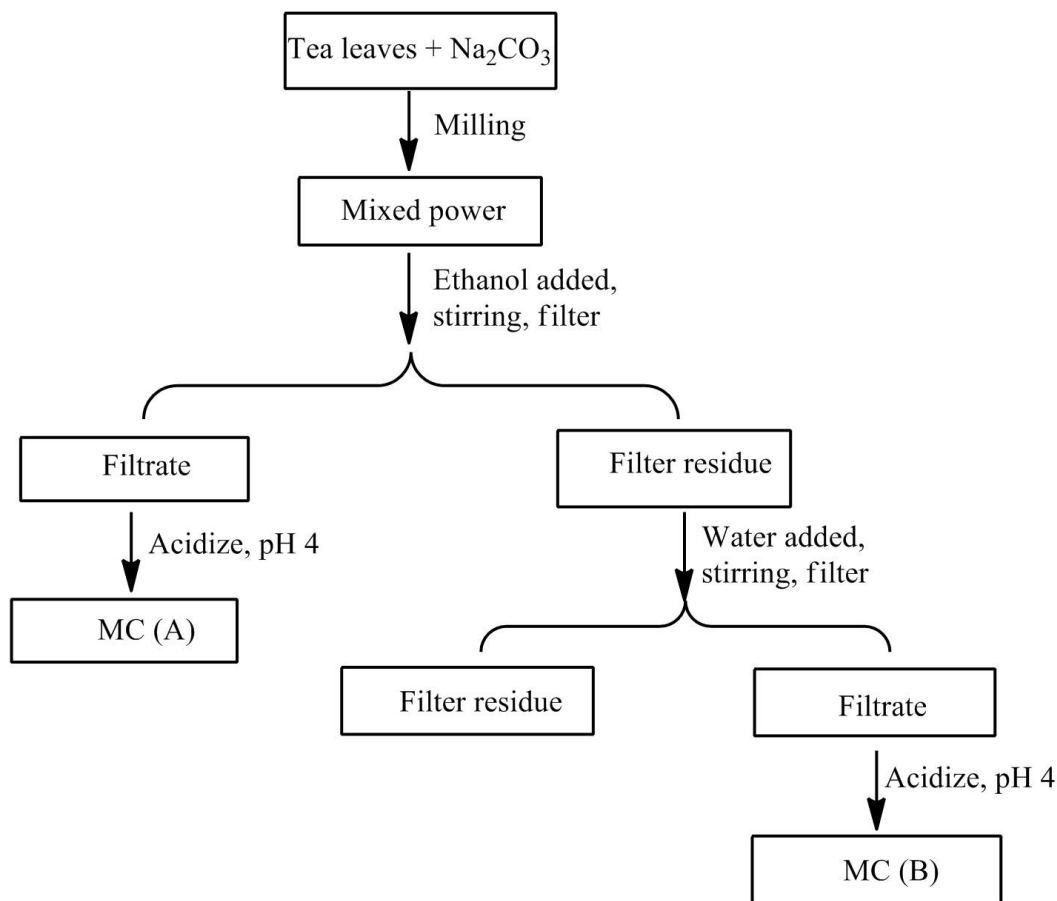 Tea leaves + Na₂CO₃
Milling
Mixed power
Ethanol added,
stirring, filter
Filtrate
Filter residue
Acidize, pH 4
Water added,
stirring, filter
MC (A)
Filter residue
Filtrate
Acidize, pH 4
MC (B)